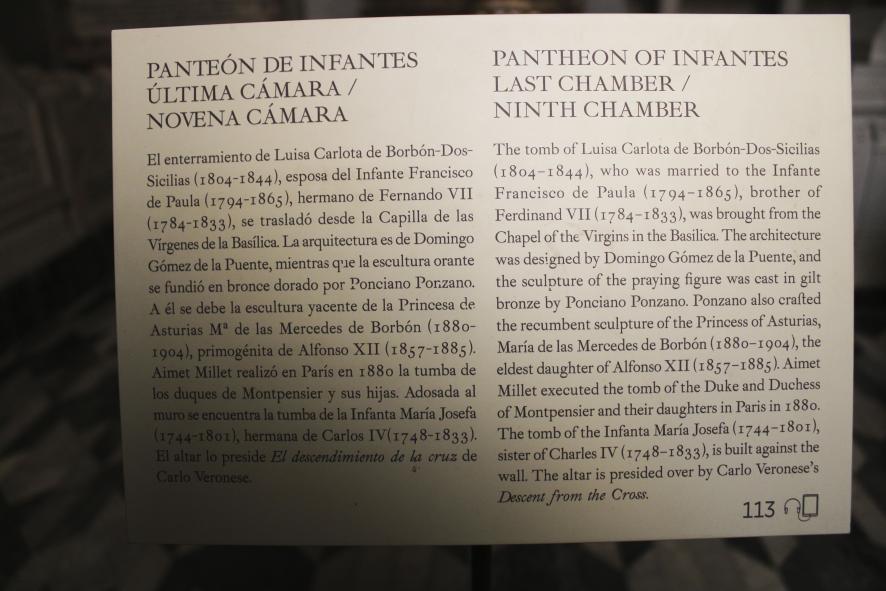 PANTEÓN DE INFANTES
ÚLTIMA CÁMARA /
NOVENA CÁMARA
El enterramiento de Luisa Carlota de Borbón-Dos-
Sicilias (1804-1844), esposa del Infante Francisco
de Paula (1794-1865), hermano de Fernando VII
(1784-1833), se trasladó desde la Capilla de las
Vírgenes de la Basílica. La arquitectura es de Domingo
Gómez de la Puente, mientras que la escultura orante
se fundió en bronce dorado por Ponciano Ponzano.
A él se debe la escultura yacente de la Princesa de
Asturias Mª de las Mercedes de Borbón (1880-
1904), primogénita de Alfonso XII (1857-1885).
Aimet Millet realizó en París en 1880 la tumba de
los duques de Montpensier y sus hijas. Adosada al
muro se encuentra la tumba de la Infanta María Josefa
(1744-1801), hermana de Carlos IV(1748-1833).
El altar lo preside El descendimiento de la cruz de
Carlo Veronese.
PANTHEON OF INFANTES
LAST CHAMBER /
NINTH CHAMBER
The tomb of Luisa Carlota de Borbón-Dos-Sicilias
(1804–1844), who was married to the Infante
Francisco de Paula (1794–1865), brother of
Ferdinand VII (1784–1833), was brought from the
Chapel of the Virgins in the Basilica. The architecture
was designed by Domingo Gómez de la Puente, and
the sculpture of the praying figure was cast in gilt
bronze by Ponciano Ponzano. Ponzano also crafted
the recumbent sculpture of the Princess of Asturias,
María de las Mercedes de Borbón (1880–1904), the
eldest daughter of Alfonso XII (1857–1885). Aimet
Millet executed the tomb of the Duke and Duchess
of Montpensier and their daughters in Paris in 1880.
The tomb of the Infanta María Josefa (1744–1801),
sister of Charles IV (1748–1833), is built against the
wall. The altar is presided over by Carlo Veronese's
Descent from the Cross.
113